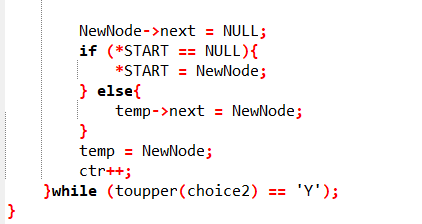 NewNode->next = NULL;
if (*START == NULL){
*START = NewNode;
} else{
temp->next = NewNode;
}
temp = NewNode;
ctr++;
}while (toupper(choice2) == 'Y');
}